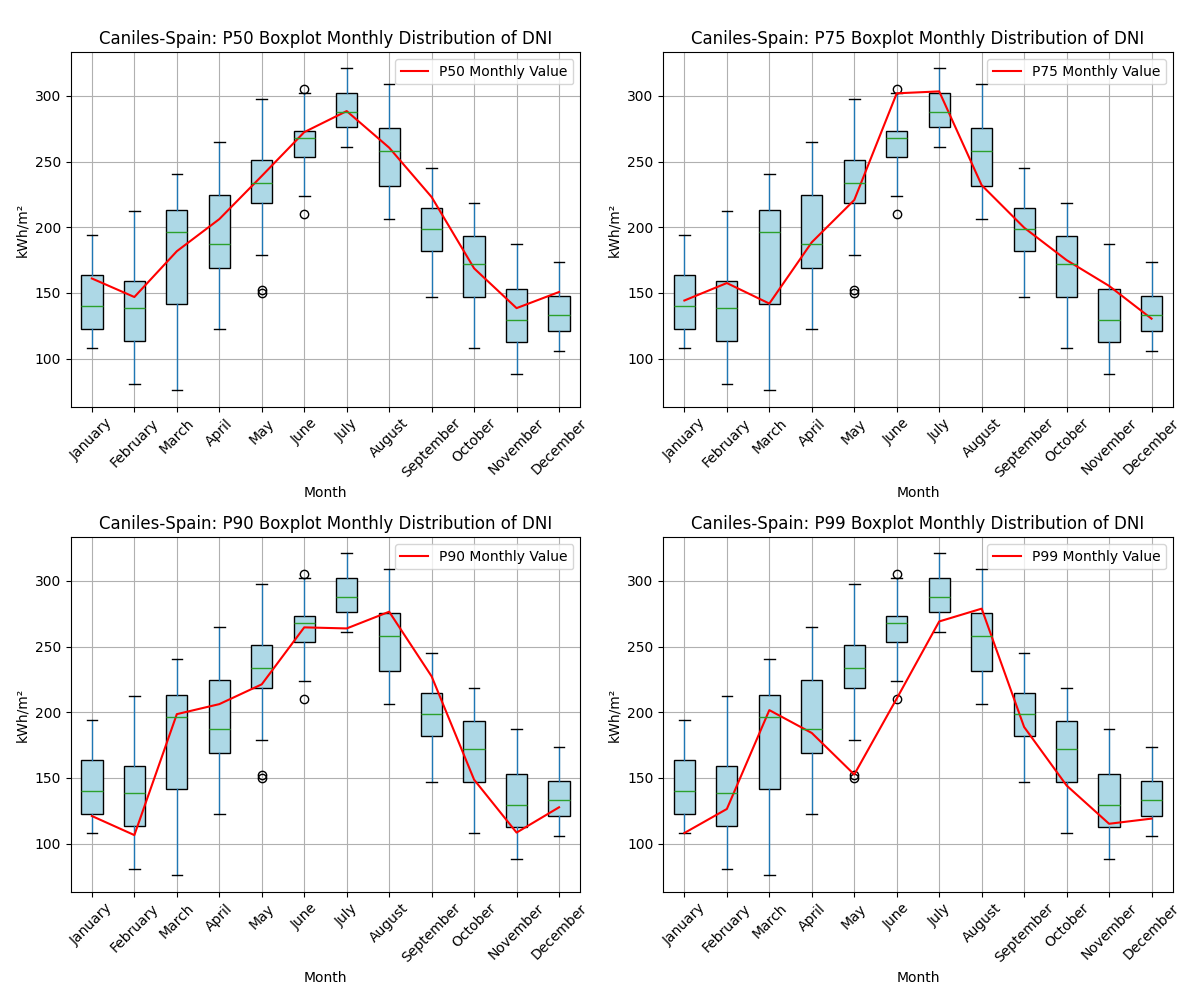 Caniles-Spain: P50 Boxplot Monthly Distribution of DNI
P50 Monthly Value
kWh/m²
300
250
200
150
100
January
February
March
April
May
June
July
August
September
October
November
December
Month
Caniles-Spain: P75 Boxplot Monthly Distribution of DNI
P75 Monthly Value
kWh/m²
300
250
200
150
100
January
February
March
April
May
June
July
August
September
October
November
December
Month
Caniles-Spain: P90 Boxplot Monthly Distribution of DNI
P90 Monthly Value
kWh/m²
300
250
200
150
100
January
February
March
April
May
June
July
August
September
October
November
December
Month
Caniles-Spain: P99 Boxplot Monthly Distribution of DNI
P99 Monthly Value
kWh/m²
300
250
200
150
100
January
February
March
April
May
June
July
August
September
October
November
December
Month